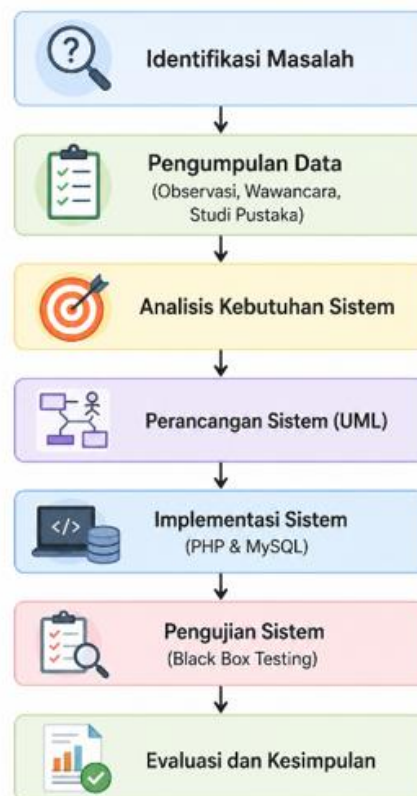 ?
Identifikasi Masalah
Pengumpulan Data
(Observasi, Wawancara,
Studi Pustaka)
Analisis Kebutuhan Sistem
Perancangan Sistem (UML)
</>
Implementasi Sistem
(PHP & MySQL)
Pengujian Sistem
(Black Box Testing)
Evaluasi dan Kesimpulan